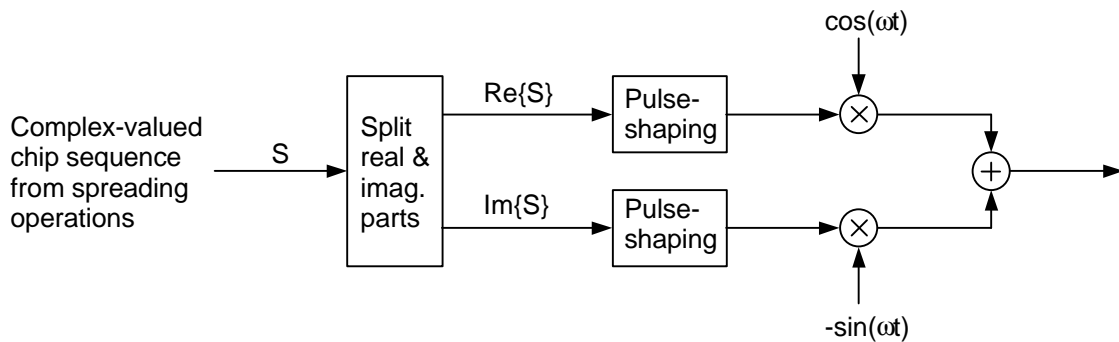 cos(ωt)
Complex-valued
chip sequence
from spreading
operations
S
Split
real &
imag.
parts
Re{S}
Im{S}
Pulse-
shaping
Pulse-
shaping
-sin(ωt)